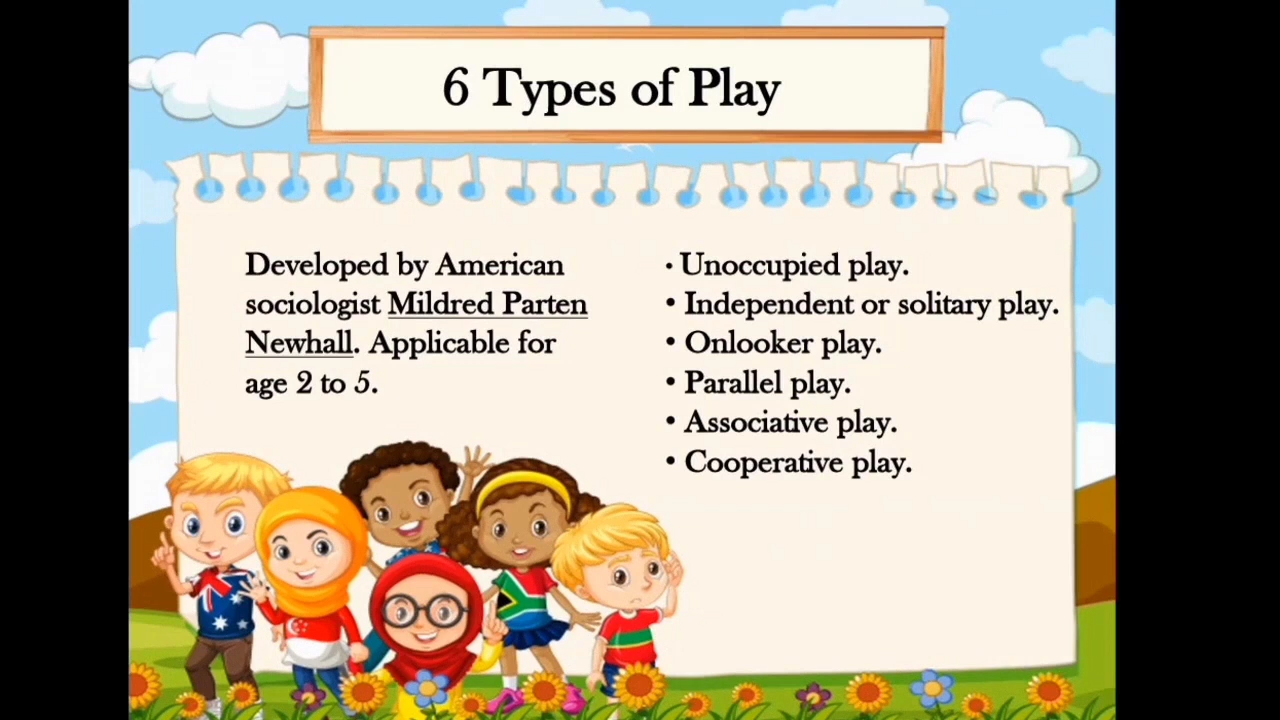 6 Types of Play
Developed by American
sociologist Mildred Parten
Newhall. Applicable for
age 2 to 5.
• Unoccupied play.
• Independent or solitary play.
• Onlooker play.
• Parallel play.
• Associative play.
• Cooperative play.